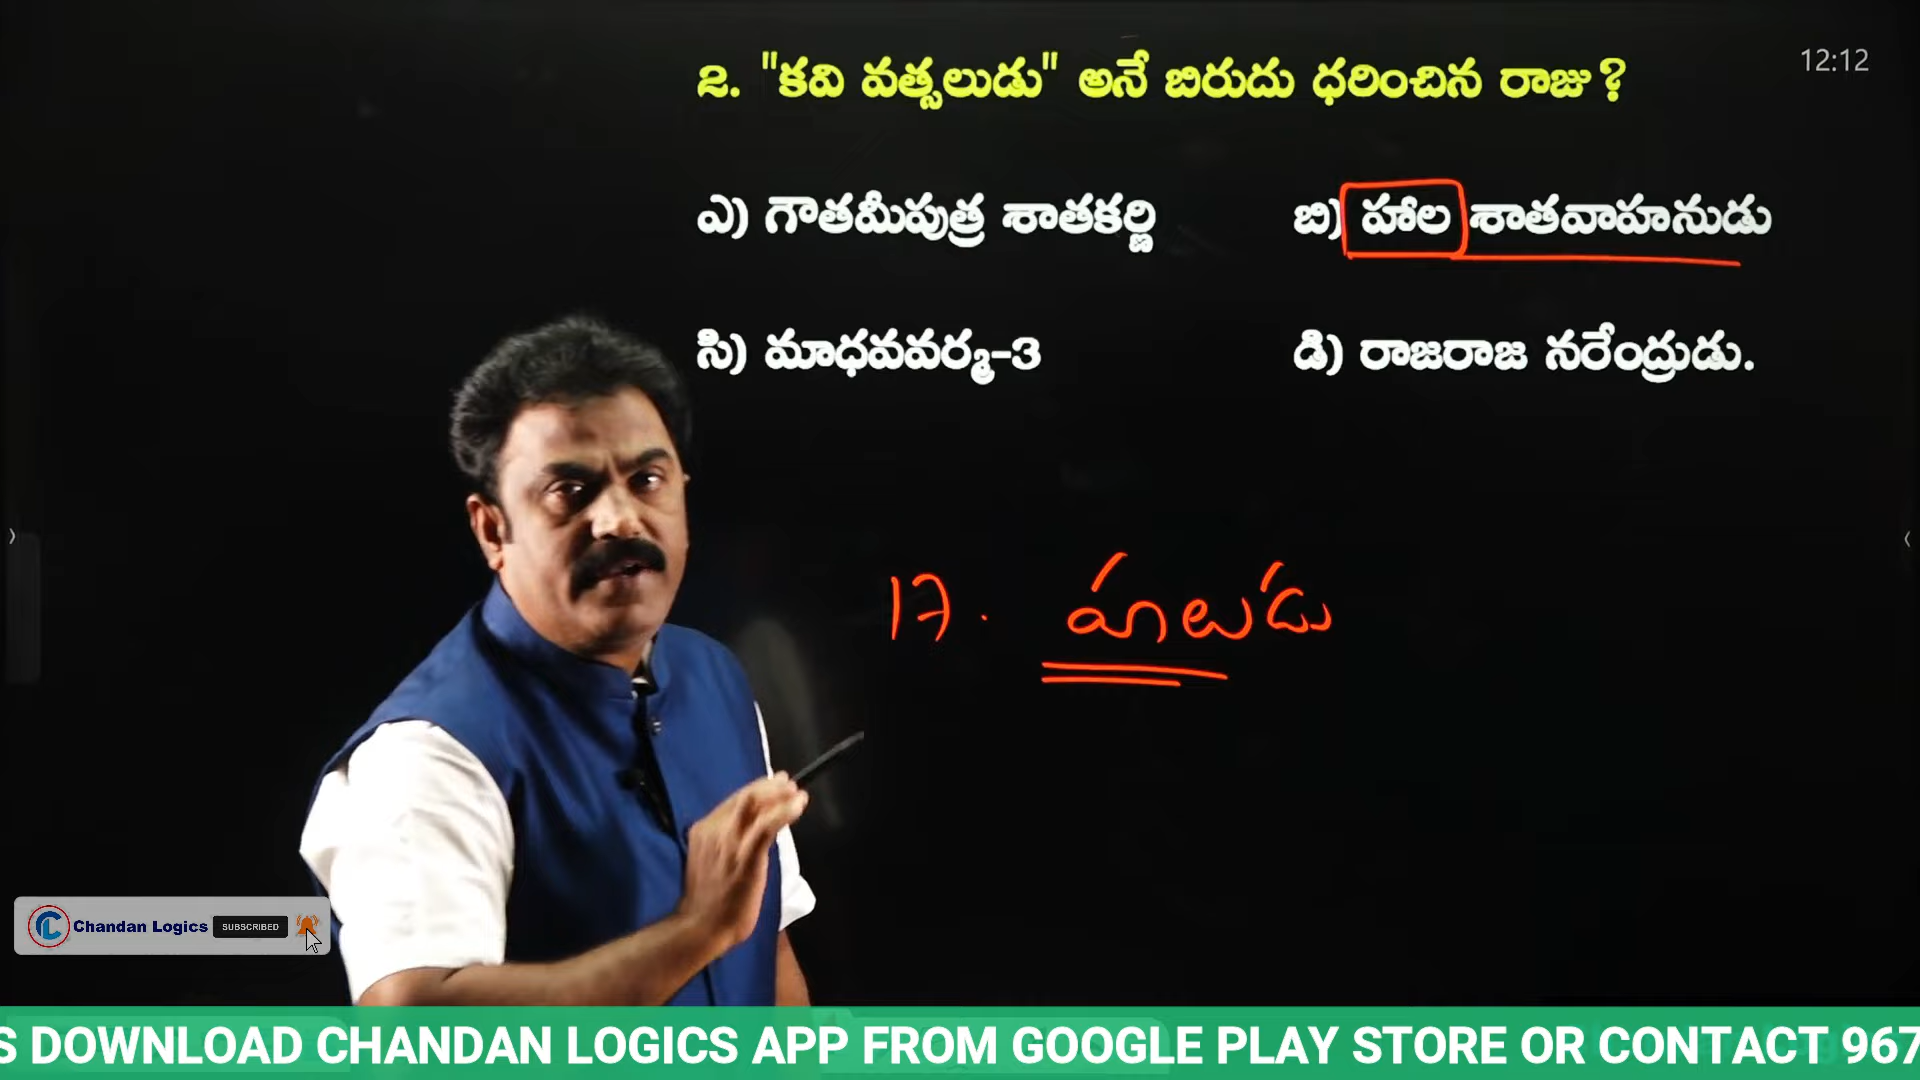 ౨. "కవి వత్సలుడు" అనే బిరుదు ధరించిన రాజు?
12:12
ఎ) గౌతమీపుత్ర శాతకర్ణి
బి) హాల శాతవాహనుడు
సి) మాధవవర్మ-3
డి) రాజరాజ నరేంద్రుడు.
17. హాలుడు
Chandan Logics SUBSCRIBED
S DOWNLOAD CHANDAN LOGICS APP FROM GOOGLE PLAY STORE OR CONTACT 967